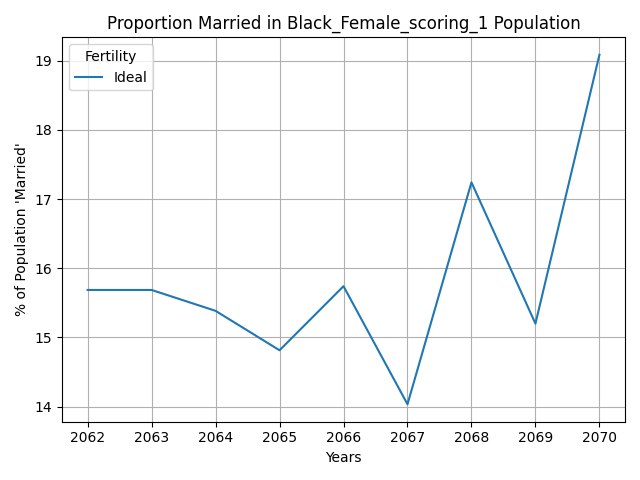 Proportion Married in Black_Female_scoring_1 Population
Fertility
Ideal
% of Population 'Married'
19
18
17
16
15
14
2062 2063 2064 2065 2066 2067 2068 2069 2070
Years